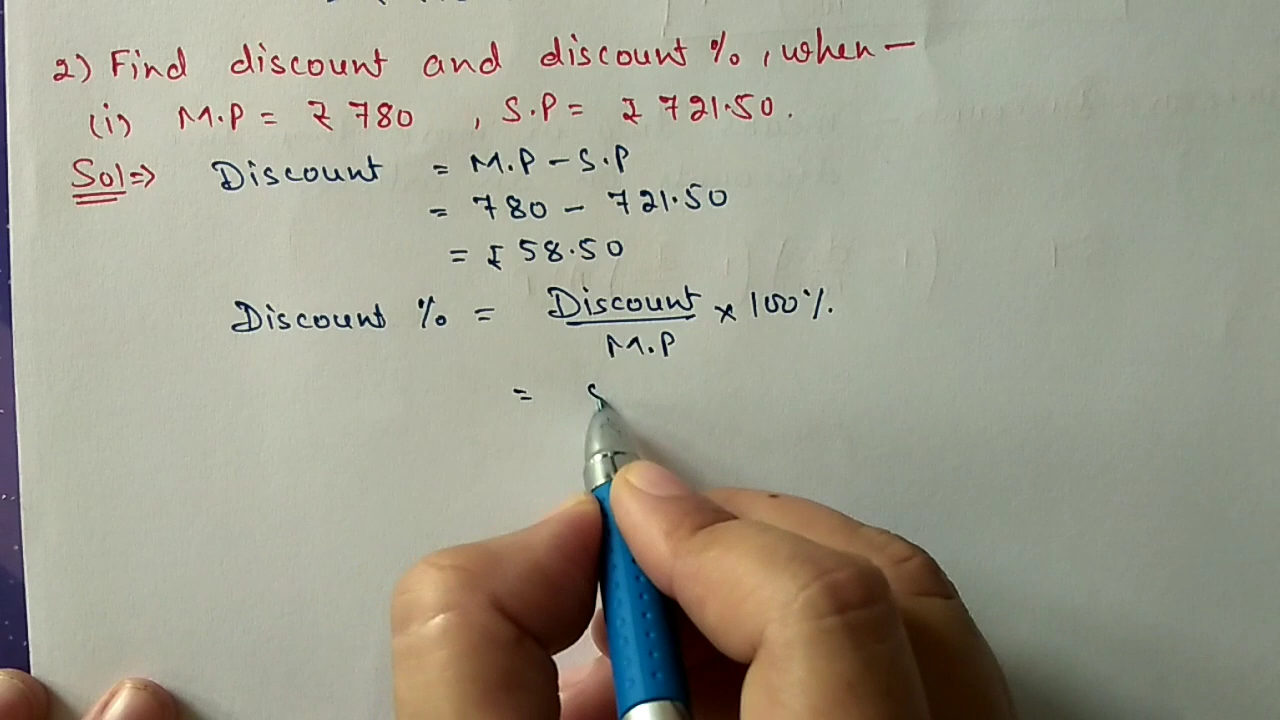 2) Find discount and discount %, when —
(i) M.P = ₹ 780 , S.P = ₹ 721.50.
Sol ⇒ Discount = M.P - S.P
= 780 - 721.50
= ₹ 58.50
Discount % = Discount/M.P × 100%.
=